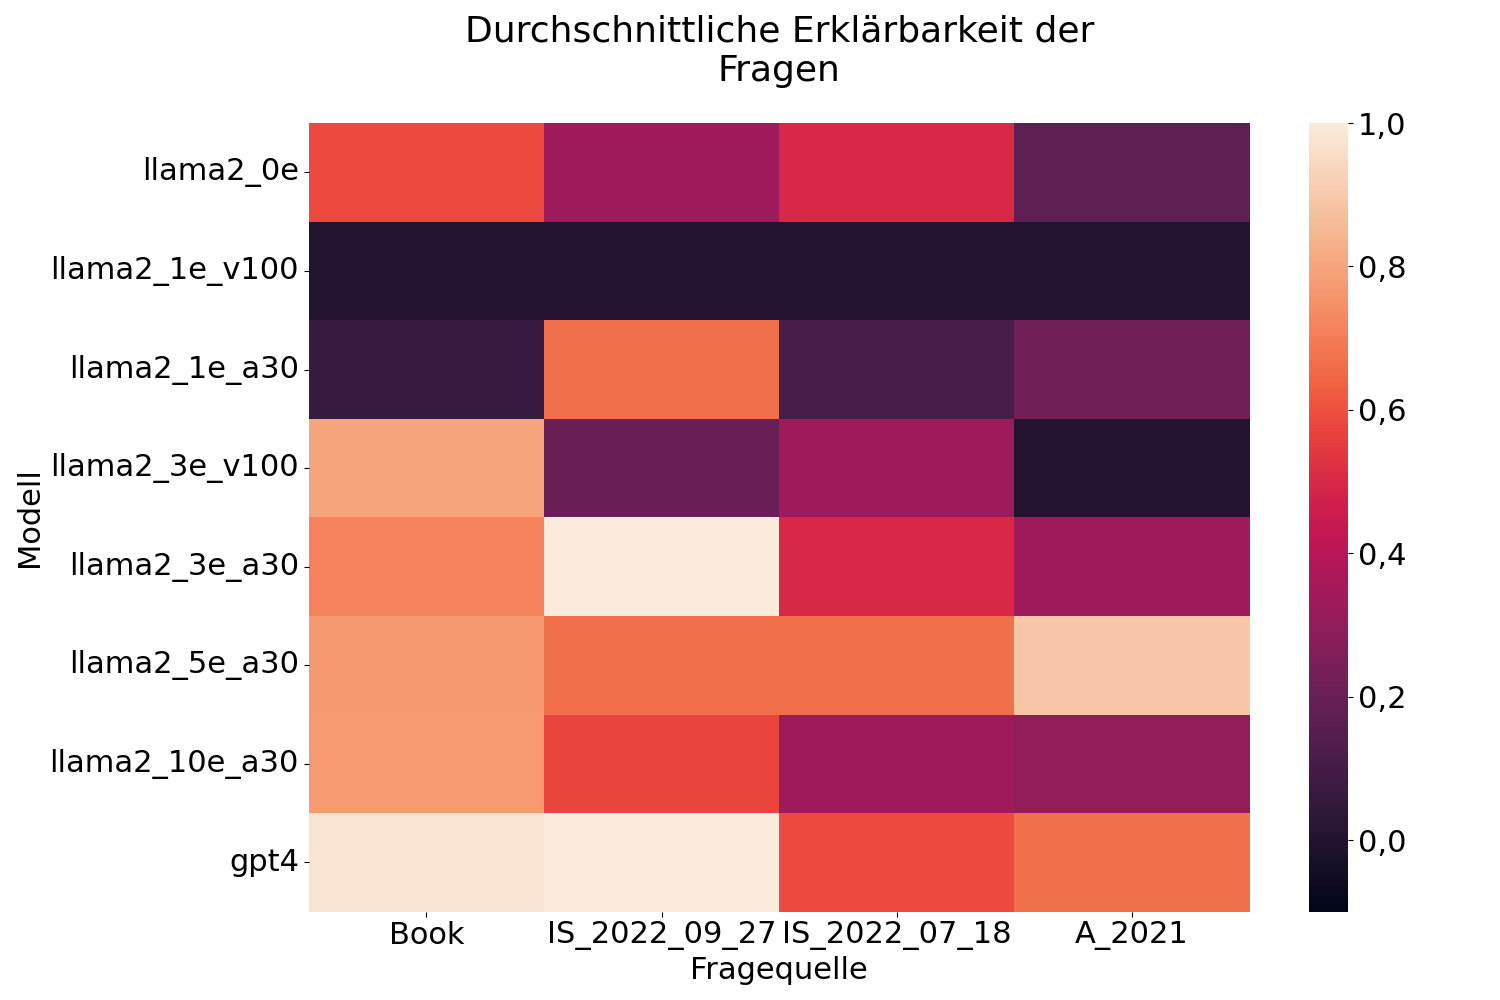 Durchschnittliche Erklärbarkeit der
Fragen
Modell
llama2_0e
llama2_1e_v100
llama2_1e_a30
llama2_3e_v100
llama2_3e_a30
llama2_5e_a30
llama2_10e_a30
gpt4
Book IS_2022_09_27 IS_2022_07_18 A_2021
Fragequelle
1,0
0,8
0,6
0,4
0,2
0,0